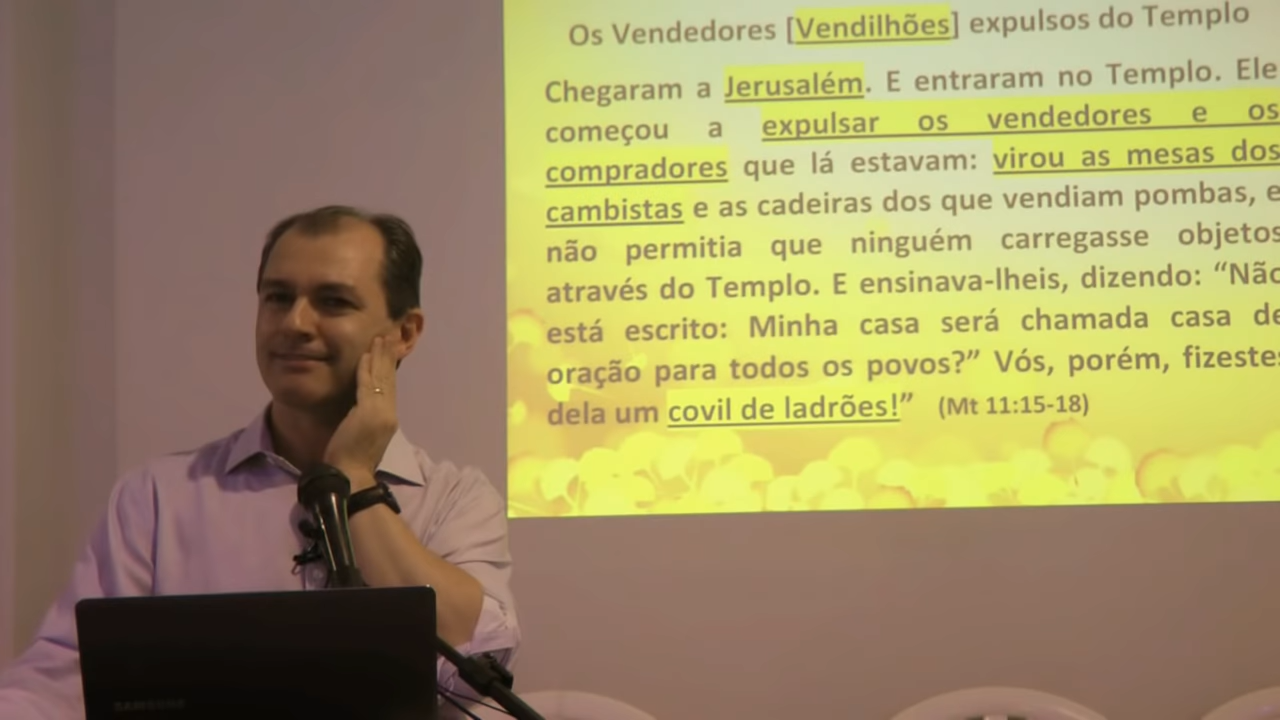 Os Vendedores [Vendilhões] expulsos do Templo
Chegaram a Jerusalém. E entraram no Templo. Ele
começou a expulsar os vendedores e os
compradores que lá estavam: virou as mesas dos
cambistas e as cadeiras dos que vendiam pombas, e
não permitia que ninguém carregasse objetos
através do Templo. E ensinava-lheis, dizendo: “Não
está escrito: Minha casa será chamada casa de
oração para todos os povos?” Vós, porém, fizestes
dela um covil de ladrões!” (Mt 11:15-18)
SAMSUNG